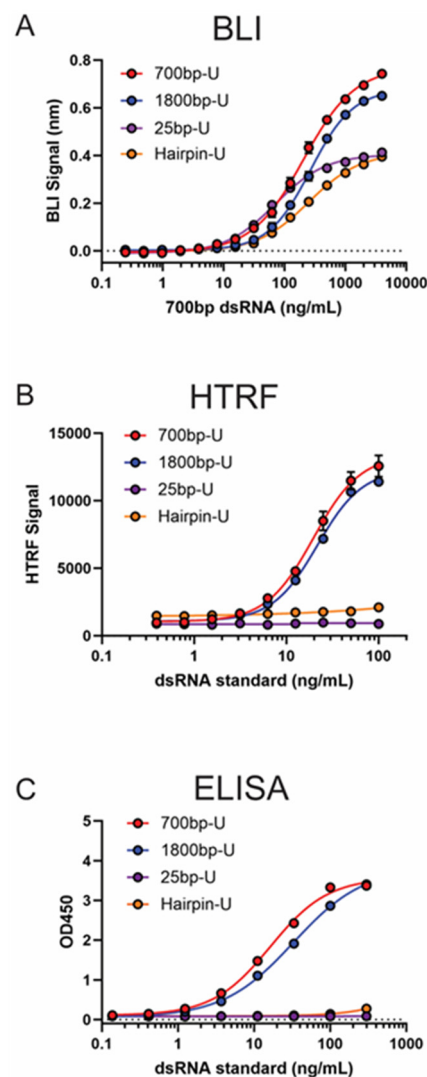 A
BLI
700bp-U
1800bp-U
25bp-U
Hairpin-U
BLI Signal (nm)
0.8
0.6
0.4
0.2
0.0
0.1 1 10 100 1000 10000
700bp dsRNA (ng/mL)
B
HTRF
700bp-U
1800bp-U
25bp-U
Hairpin-U
HTRF Signal
15000
10000
5000
0
0.1 1 10 100
dsRNA standard (ng/mL)
C
ELISA
700bp-U
1800bp-U
25bp-U
Hairpin-U
OD450
5
4
3
2
1
0
0.1 1 10 100 1000
dsRNA standard (ng/mL)